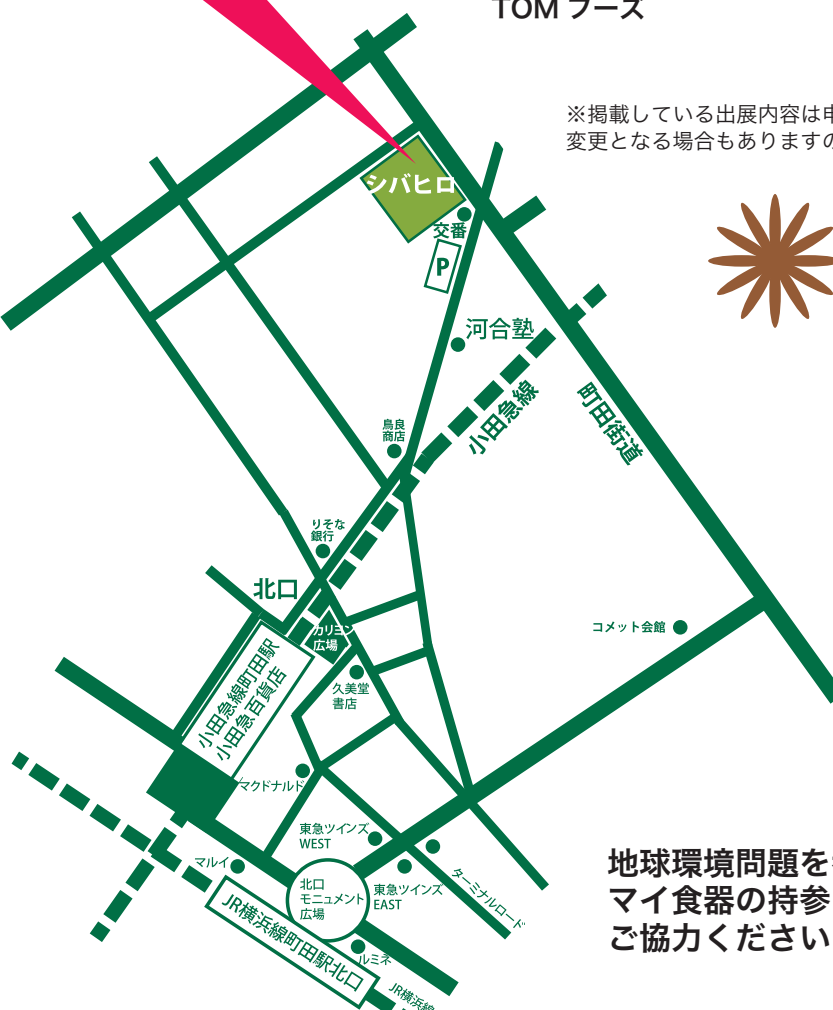 TOM フーズ
※掲載している出展内容は申
変更となる場合もありますの
シバヒロ
交番
P
河合塾
小田急線
町田街道
鳥良
商店
りそな
銀行
北口
カリヨン
広場
コメット会館
小田急線町田駅
小田急百貨店
久美堂
書店
マクドナルド
東急ツインズ
WEST
マルイ
北口
モニュメント
広場
東急ツインズ
EAST
ターミナルロード
JR横浜線町田駅北口
ルミネ
JR横浜線
地球環境問題を
マイ食器の持参
ご協力ください